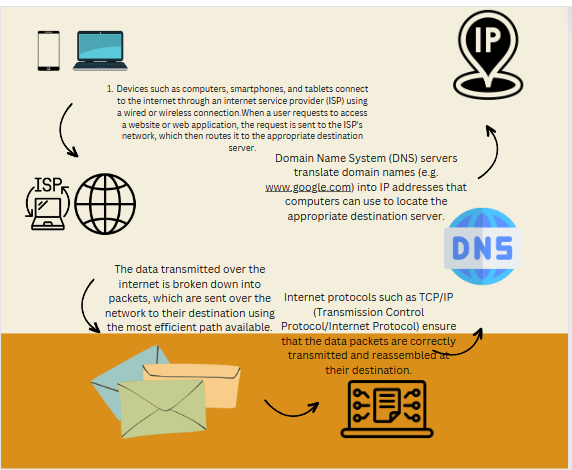 IP
1. Devices such as computers, smartphones, and tablets connect
to the internet through an internet service provider (ISP) using
a wired or wireless connection.When a user requests to access
a website or web application, the request is sent to the ISP's
network, which then routes it to the appropriate destination
server.
Domain Name System (DNS) servers
translate domain names (e.g.
www.google.com) into IP addresses that
computers can use to locate the
appropriate destination server.
ISP
DNS
The data transmitted over the
internet is broken down into
packets, which are sent over the
network to their destination using
the most efficient path available.
Internet protocols such as TCP/IP
(Transmission Control
Protocol/Internet Protocol) ensure
that the data packets are correctly
transmitted and reassembled at
their destination.